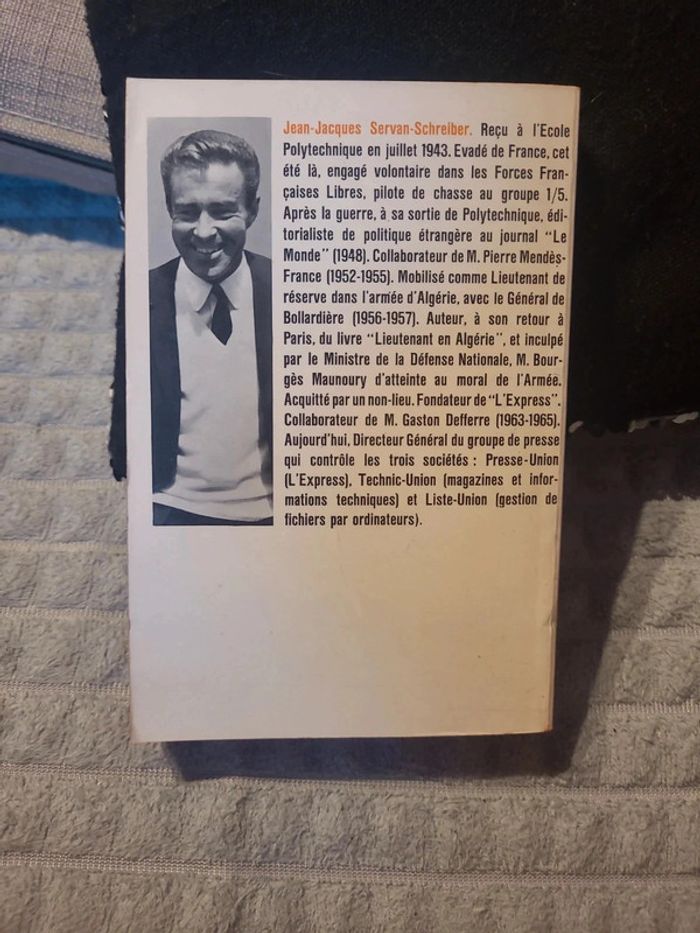 Jean-Jacques Servan-Schreiber. Reçu à l'Ecole
Polytechnique en juillet 1943. Evadé de France, cet
été là, engagé volontaire dans les Forces Fran-
çaises Libres, pilote de chasse au groupe 1/5.
Après la guerre, à sa sortie de Polytechnique, édi-
torialiste de politique étrangère au journal "Le
Monde" (1948). Collaborateur de M. Pierre Mendès-
France (1952-1955). Mobilisé comme Lieutenant de
réserve dans l'armée d'Algérie, avec le Général de
Bollardière (1956-1957). Auteur, à son retour à
Paris, du livre "Lieutenant en Algérie", et inculpé
par le Ministre de la Défense Nationale, M. Bour-
gès Maunoury d'atteinte au moral de l'Armée.
Acquitté par un non-lieu. Fondateur de "L'Express".
Collaborateur de M. Gaston Defferre (1963-1965).
Aujourd'hui, Directeur Général du groupe de presse
qui contrôle les trois sociétés : Presse-Union
(L'Express), Technic-Union (magazines et infor-
mations techniques) et Liste-Union (gestion de
fichiers par ordinateurs).